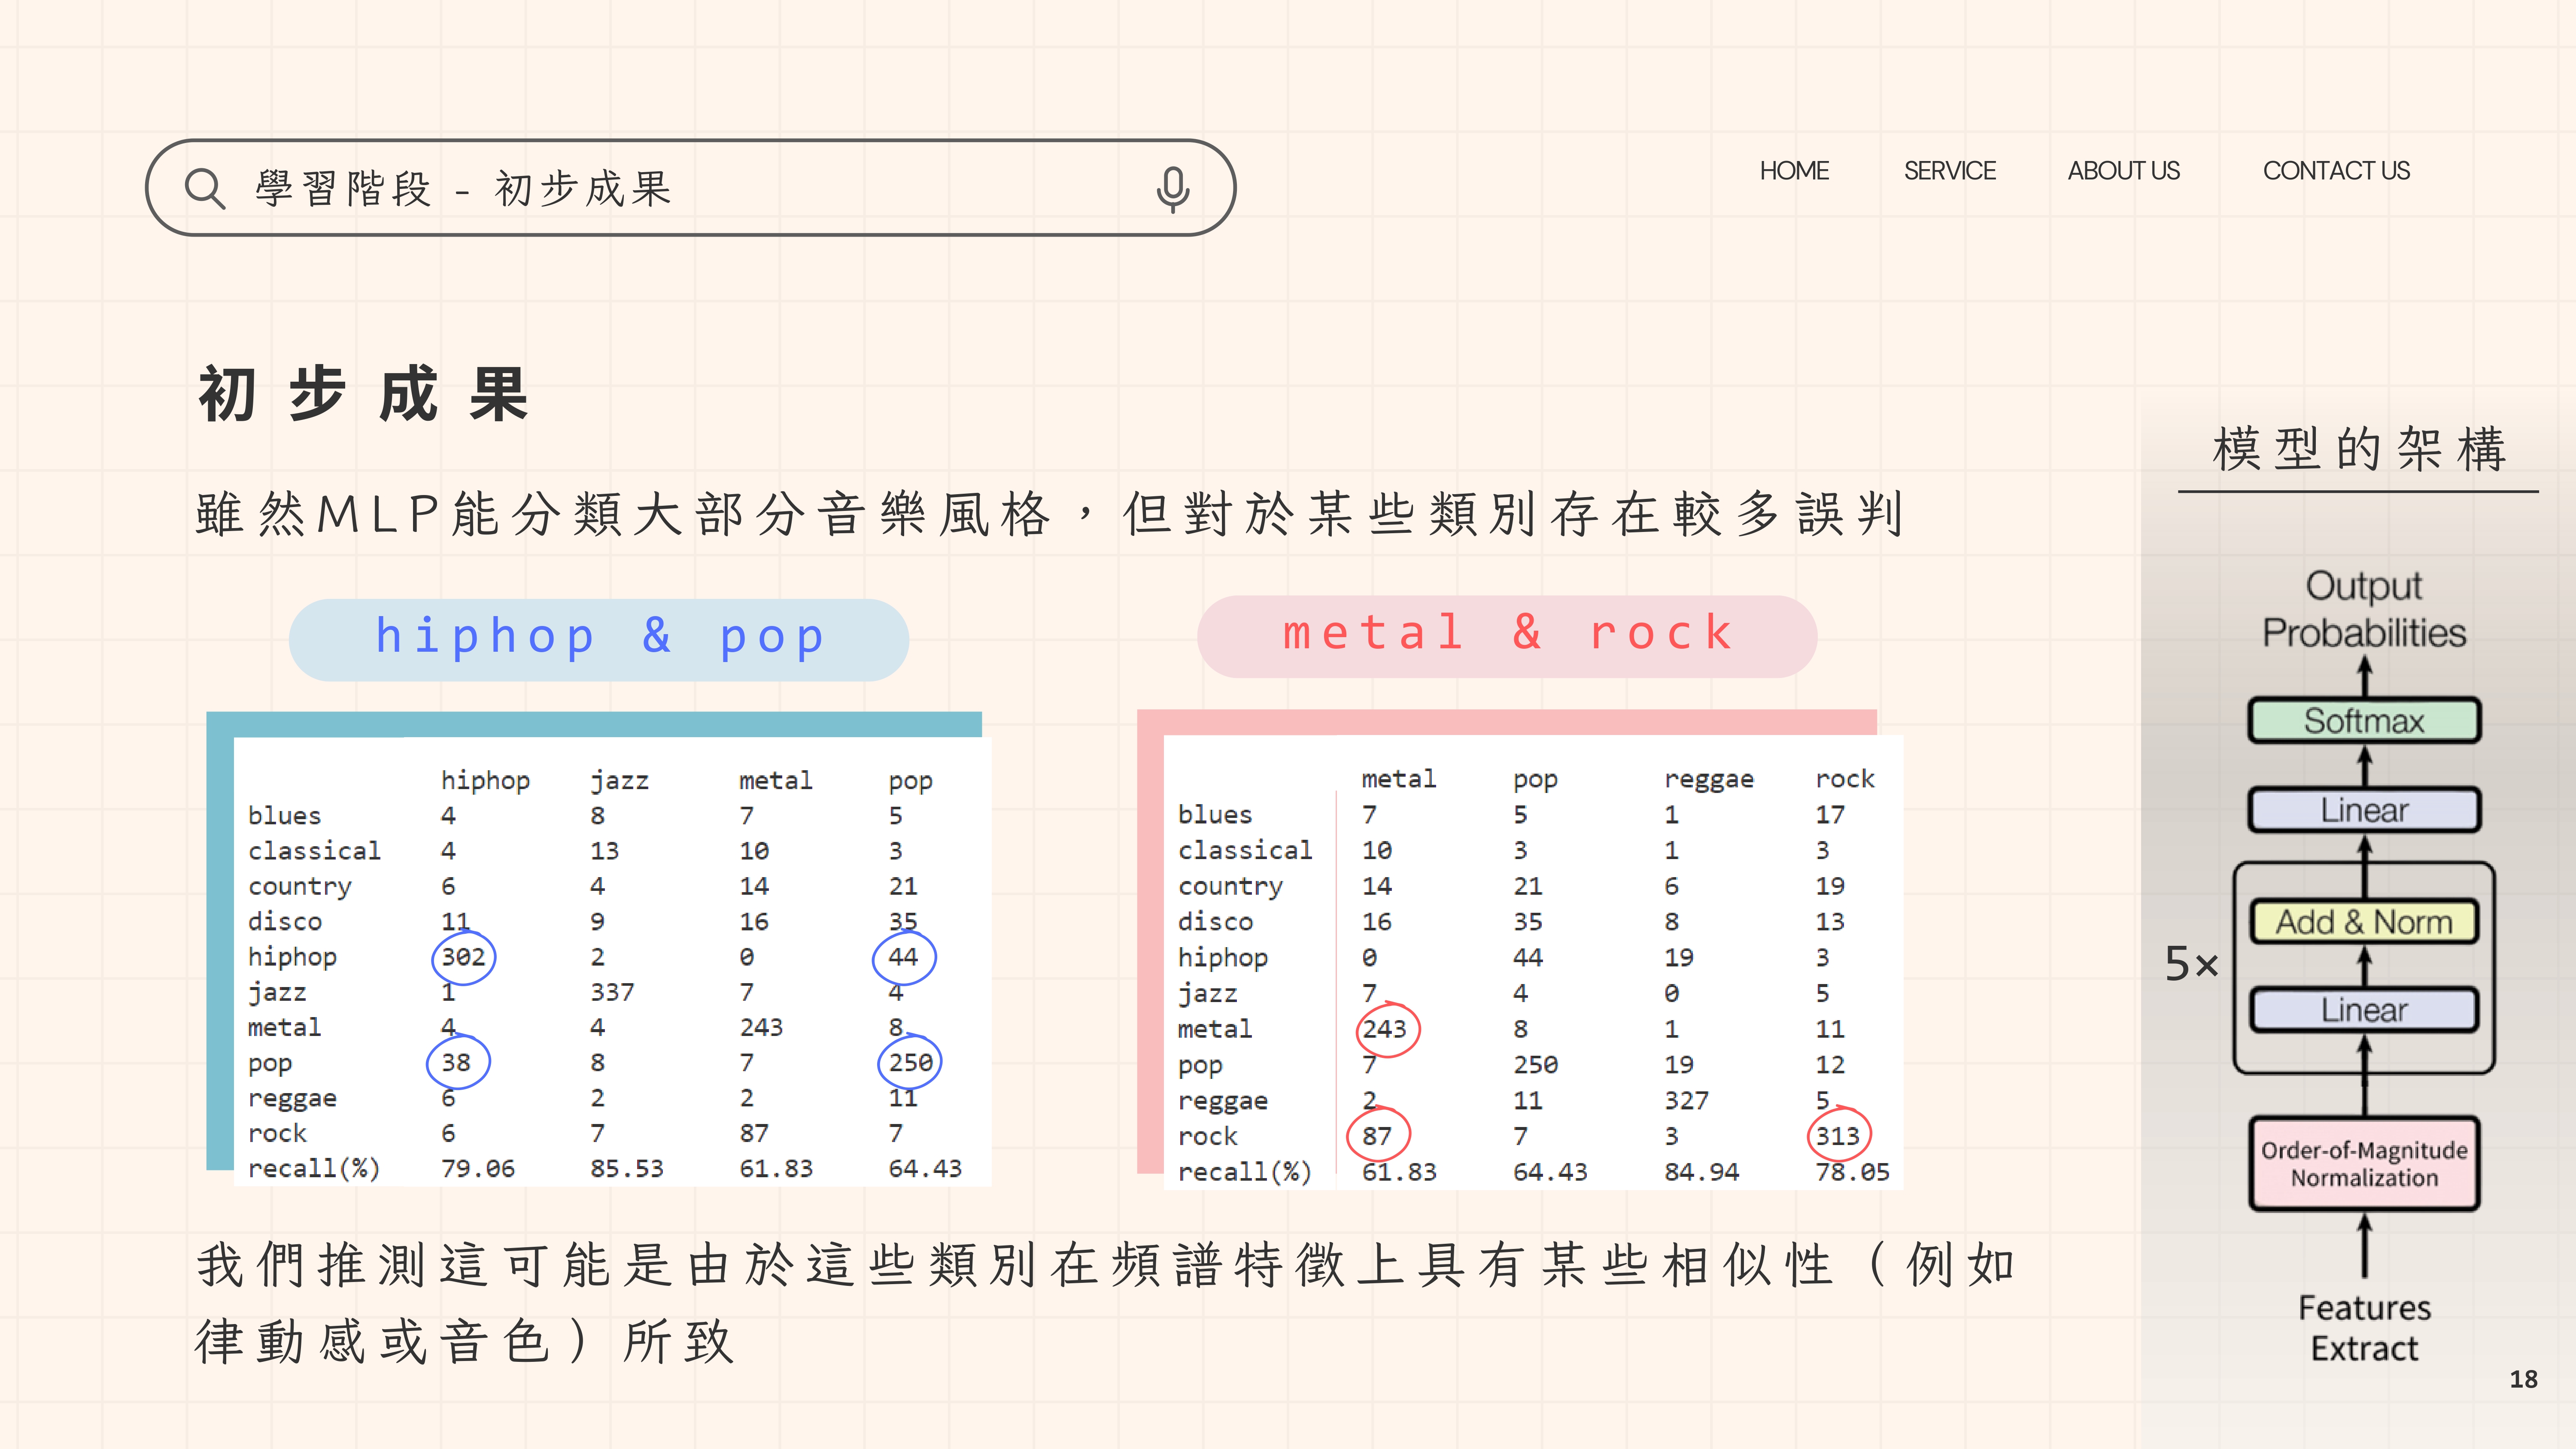 學習階段 - 初步成果
HOME SERVICE ABOUT US CONTACT US
初步成果
雖然MLP能分類大部分音樂風格，但對於某些類別存在較多誤判
hiphop & pop
hiphop jazz metal pop
blues 4 8 7 5
classical 4 13 10 3
country 6 4 14 21
disco 11 9 16 35
hiphop 302 2 0 44
jazz 1 337 7 4
metal 4 4 243 8
pop 38 8 7 250
reggae 6 2 2 11
rock 6 7 87 7
recall(%) 79.06 85.53 61.83 64.43
metal & rock
metal pop reggae rock
blues 7 5 1 17
classical 10 3 1 3
country 14 21 6 19
disco 16 35 8 13
hiphop 0 44 19 3
jazz 7 4 0 5
metal 243 8 1 11
pop 7 250 19 12
reggae 2 11 327 5
rock 87 7 3 313
recall(%) 61.83 64.43 84.94 78.05
我們推測這可能是由於這些類別在頻譜特徵上具有某些相似性（例如
律動感或音色）所致
模型的架構
Output
Probabilities
Softmax
Linear
Add & Norm
5×
Linear
Order-of-Magnitude
Normalization
Features
Extract
18